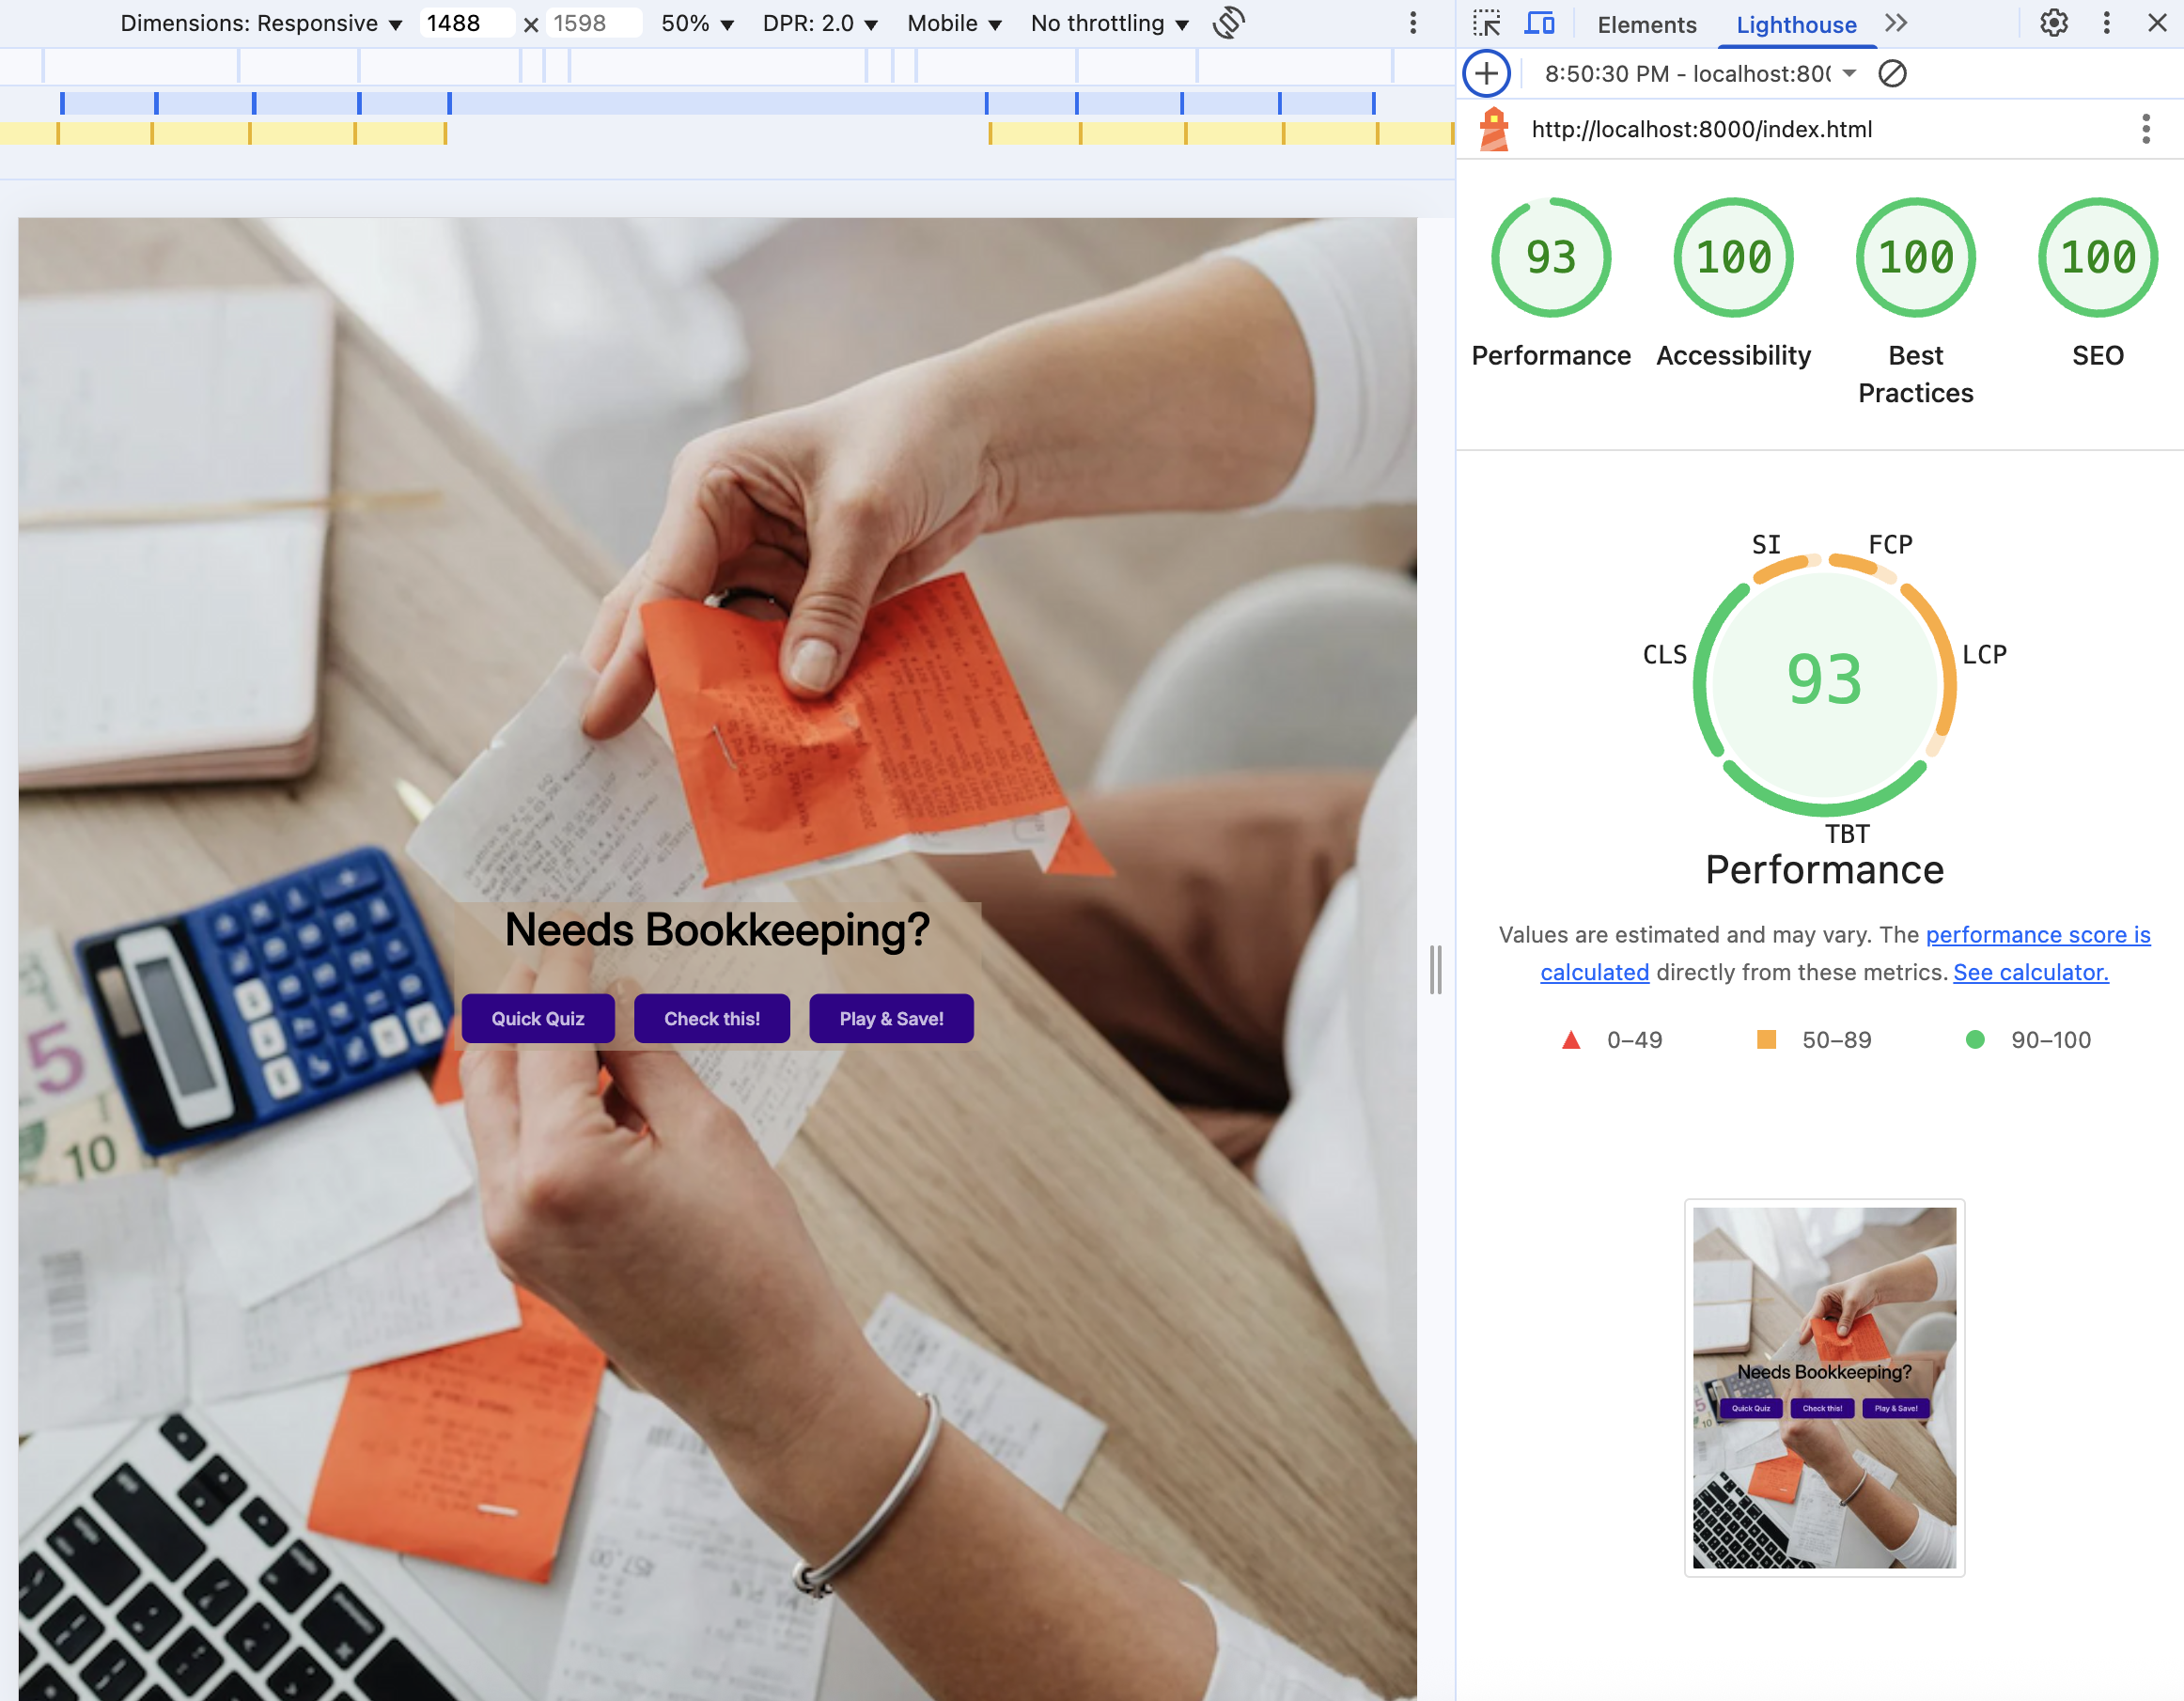 Dimensions: Responsive
1488 × 1598
50%
DPR: 2.0
Mobile
No throttling
Elements
Lighthouse
8:50:30 PM - localhost:800
http://localhost:8000/index.html
93
100
100
100
Performance
Accessibility
Best
Practices
SEO
SI
FCP
CLS
LCP
93
TBT
Performance
Values are estimated and may vary. The performance score is
calculated directly from these metrics. See calculator.
0–49
50–89
90–100
Needs Bookkeeping?
Quick Quiz
Check this!
Play & Save!
5
10
Needs Bookkeeping?
Quick Quiz
Check this!
Play & Save!